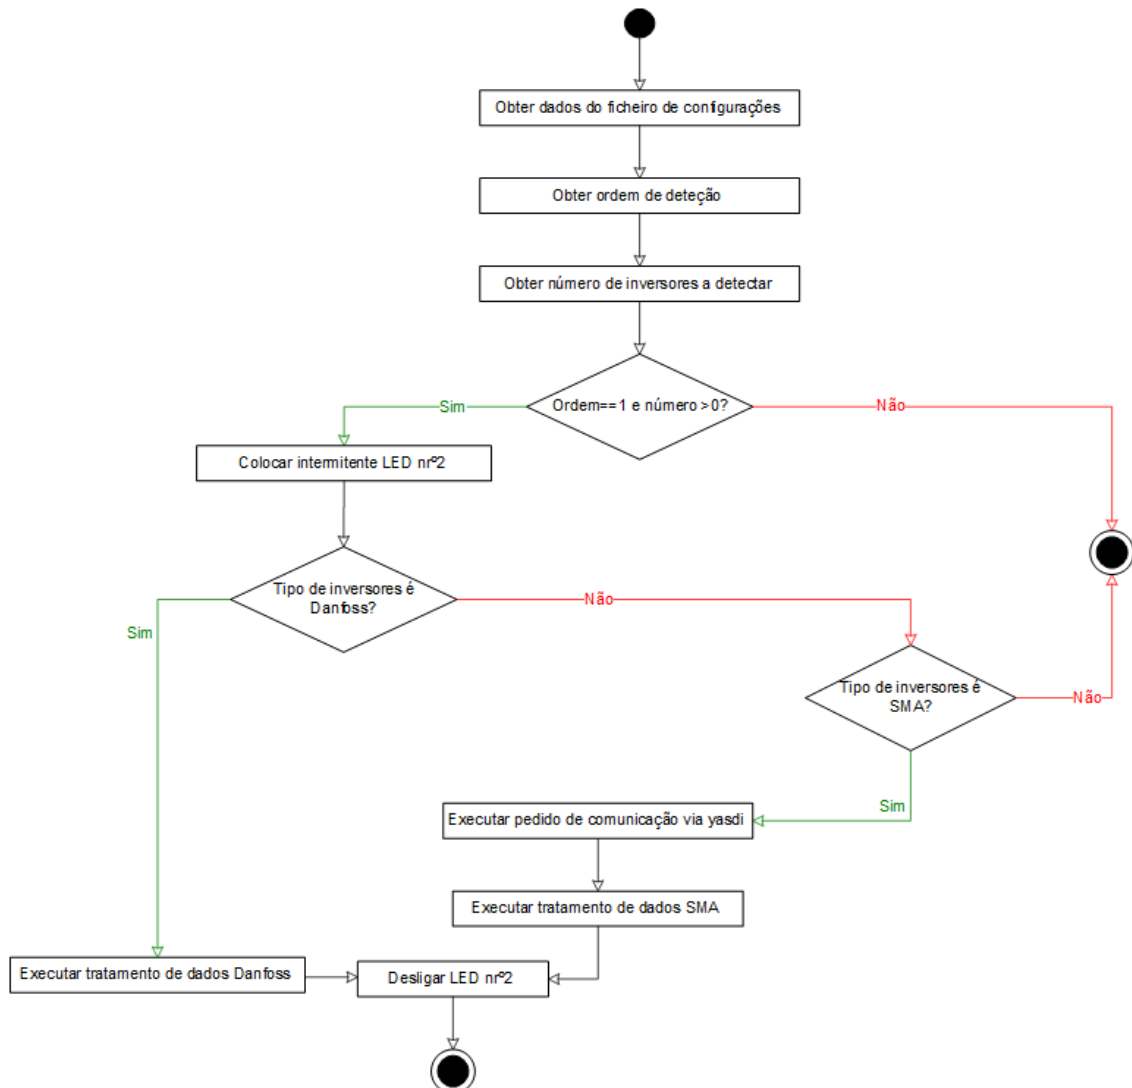 Obter dados do ficheiro de configurações
Obter ordem de deteção
Obter número de inversores a detectar
Ordem==1 e número >0?
Sim
Não
Colocar intermitente LED nrº2
Tipo de inversores é
Danfoss?
Não
Sim
Tipo de inversores é
SMA?
Não
Sim
Executar pedido de comunicação via yasdi
Executar tratamento de dados SMA
Executar tratamento de dados Danfoss
Desligar LED nrº2